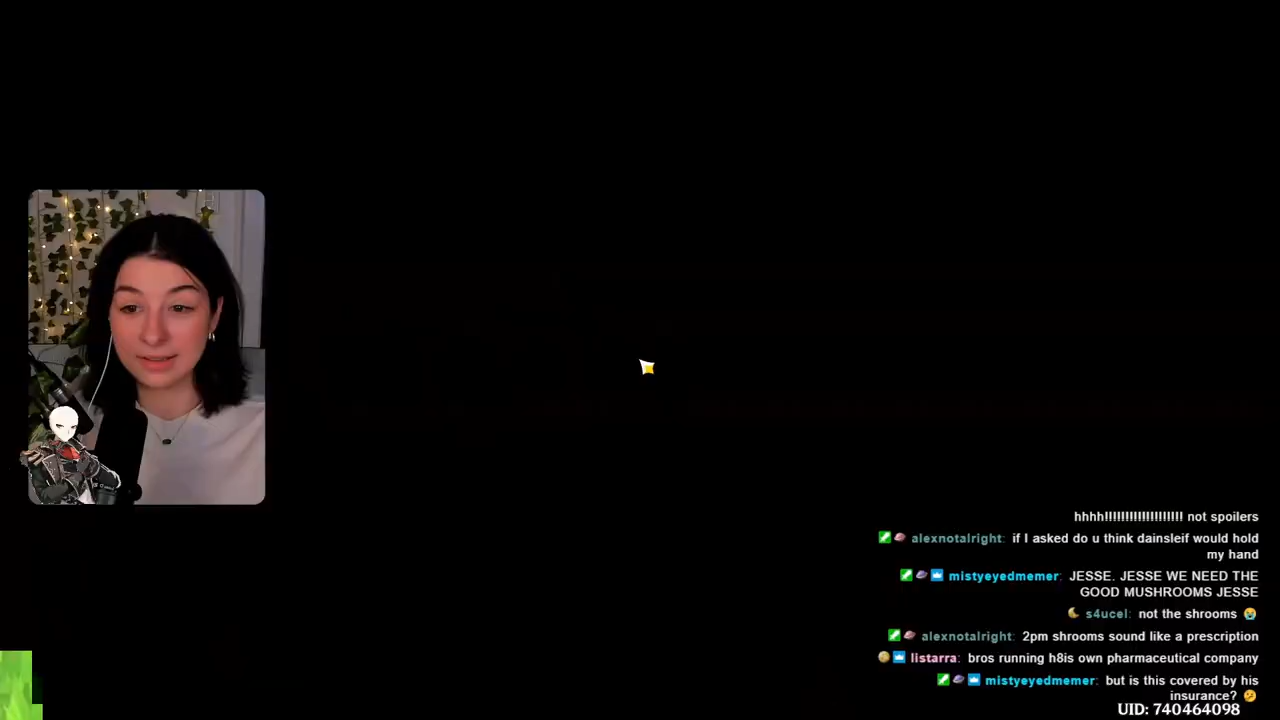 hhhh!!!!!!!!!!!!!!!!!!! not spoilers
alexnotalright: if I asked do u think dainsleif would hold
my hand
mistyeyedmemer: JESSE. JESSE WE NEED THE
GOOD MUSHROOMS JESSE
s4ucel: not the shrooms 😭
alexnotalright: 2pm shrooms sound like a prescription
listarra: bros running h8is own pharmaceutical company
mistyeyedmemer: but is this covered by his
insurance? 🤔
UID: 740464098